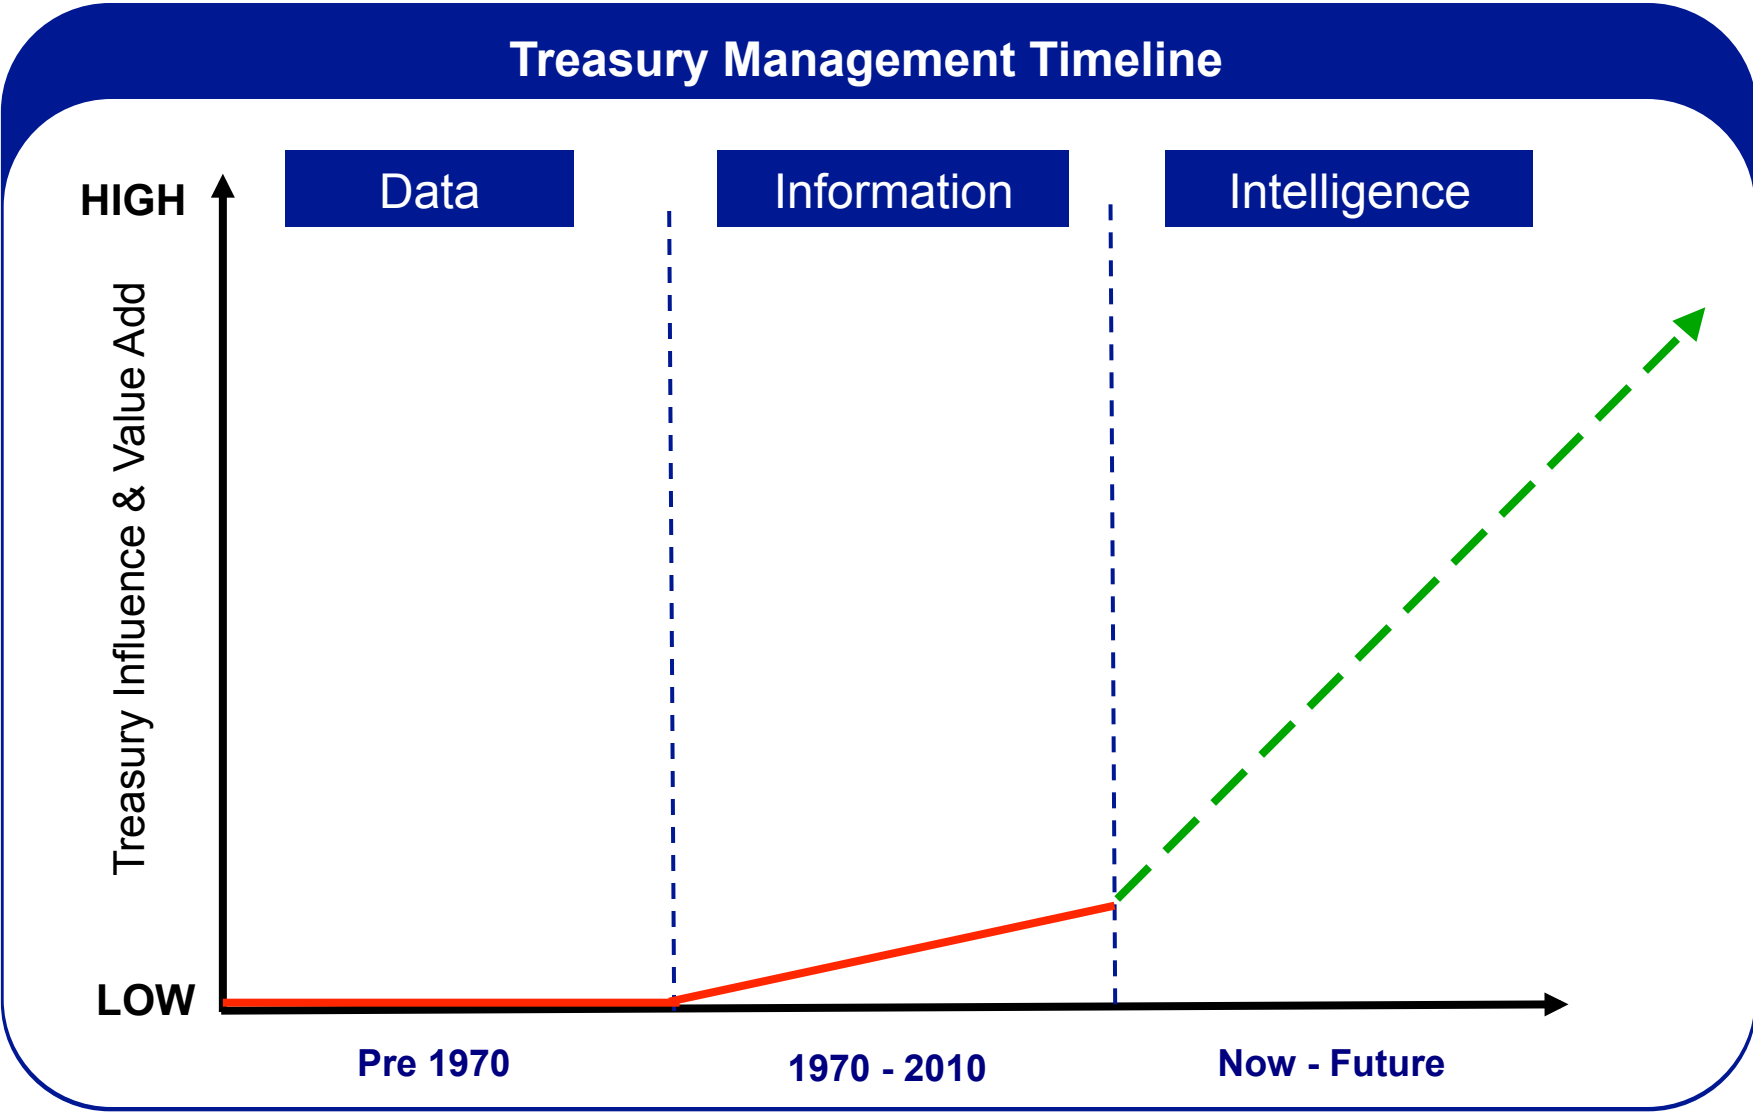 Treasury Management Timeline
Data
Information
Intelligence
HIGH
Treasury Influence & Value Add
LOW
Pre 1970
1970 - 2010
Now - Future